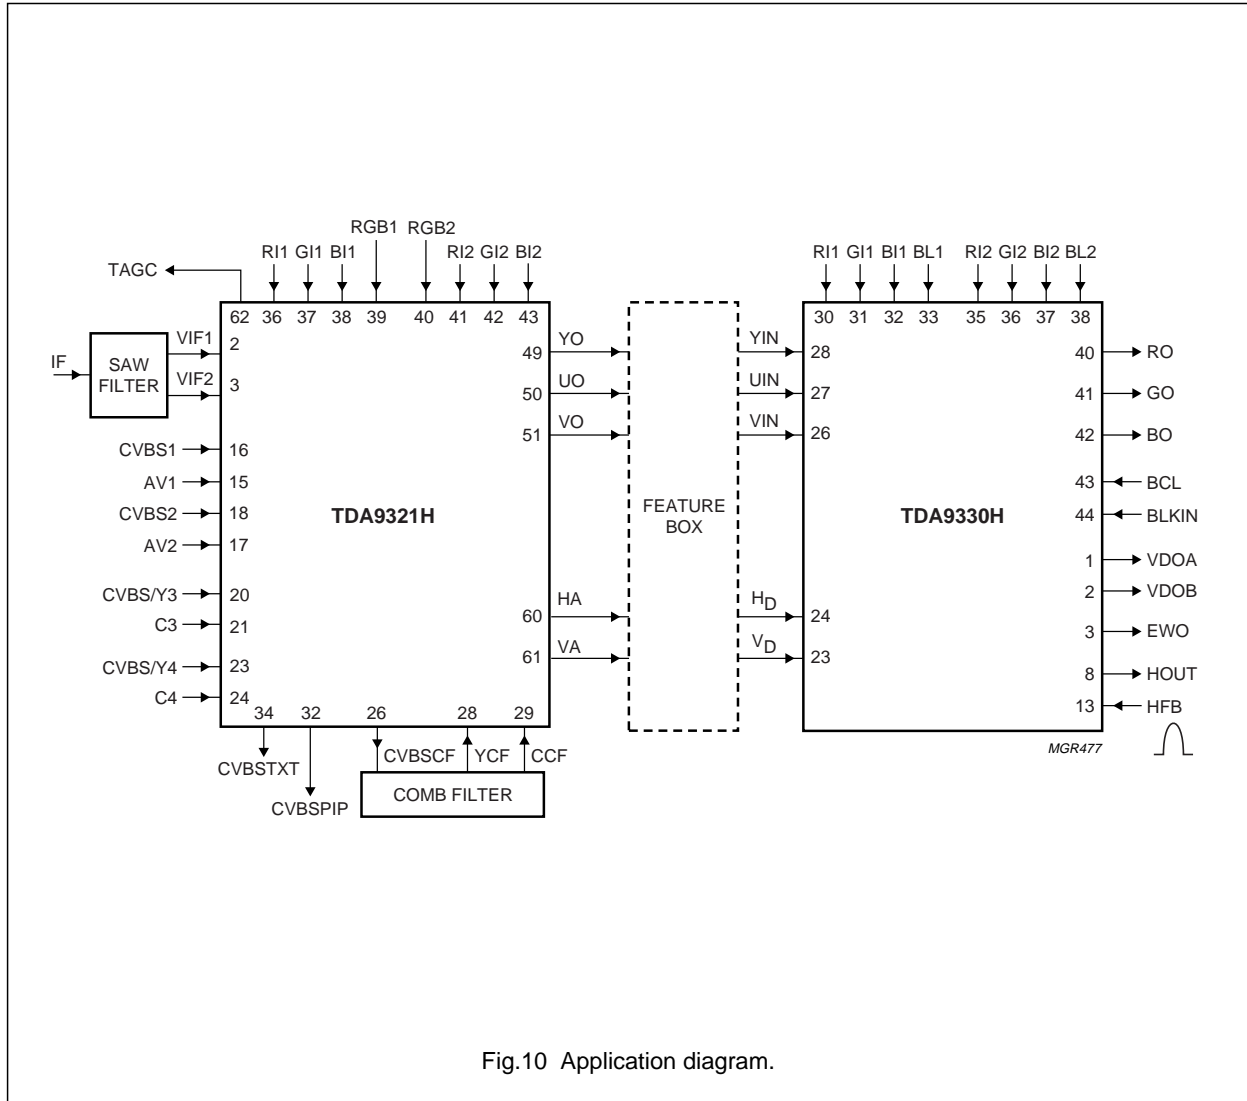 RGB1 RGB2
RI1 GI1 BI1 RI2 GI2 BI2 RI1 GI1 BI1 BL1 RI2 GI2 BI2 BL2
TAGC
62 36 37 38 39 40 41 42 43 30 31 32 33 35 36 37 38
VIF1 2 49 YO YIN 28 40 RO
IF SAW FILTER
VIF2 3 50 UO UIN 27 41 GO
51 VO VIN 26 42 BO
CVBS1 16
AV1 15 43 BCL
CVBS2 18 TDA9321H FEATURE BOX TDA9330H 44 BLKIN
AV2 17
1 VDOA
CVBS/Y3 20 2 VDOB
C3 21 60 HA HD 24 3 EWO
CVBS/Y4 23 61 VA VD 23 8 HOUT
C4 24 13 HFB
34 32 26 28 29
CVBSTXT CVBSCF YCF CCF MGR477
CVBSPIP COMB FILTER
Fig.10 Application diagram.